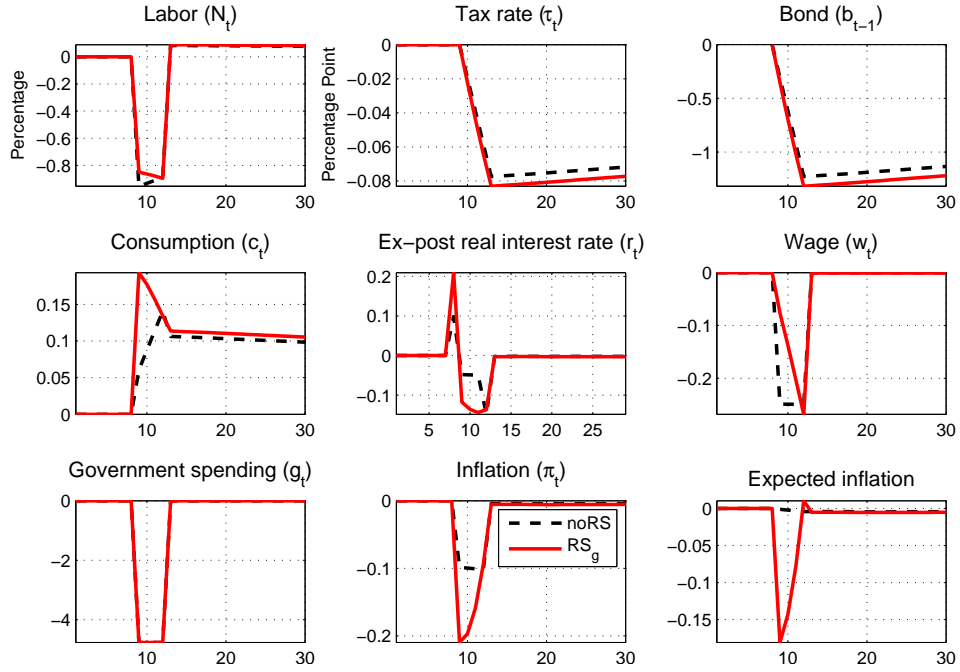 Labor (N_t)
Tax rate (τ_t)
Bond (b_{t−1})
Percentage
0
−0.2
−0.4
−0.6
−0.8
10 20 30
Percentage Point
0
−0.02
−0.04
−0.06
−0.08
10 20 30
0
−0.5
−1
10 20 30
Consumption (c_t)
Ex−post real interest rate (r_t)
Wage (w_t)
0.15
0.1
0.05
0
10 20 30
0.2
0.1
0
−0.1
5 10 15 20 25
0
−0.1
−0.2
10 20 30
Government spending (g_t)
Inflation (π_t)
Expected inflation
0
−2
−4
10 20 30
0
−0.1
−0.2
noRS
RS_g
10 20 30
0
−0.05
−0.1
−0.15
10 20 30